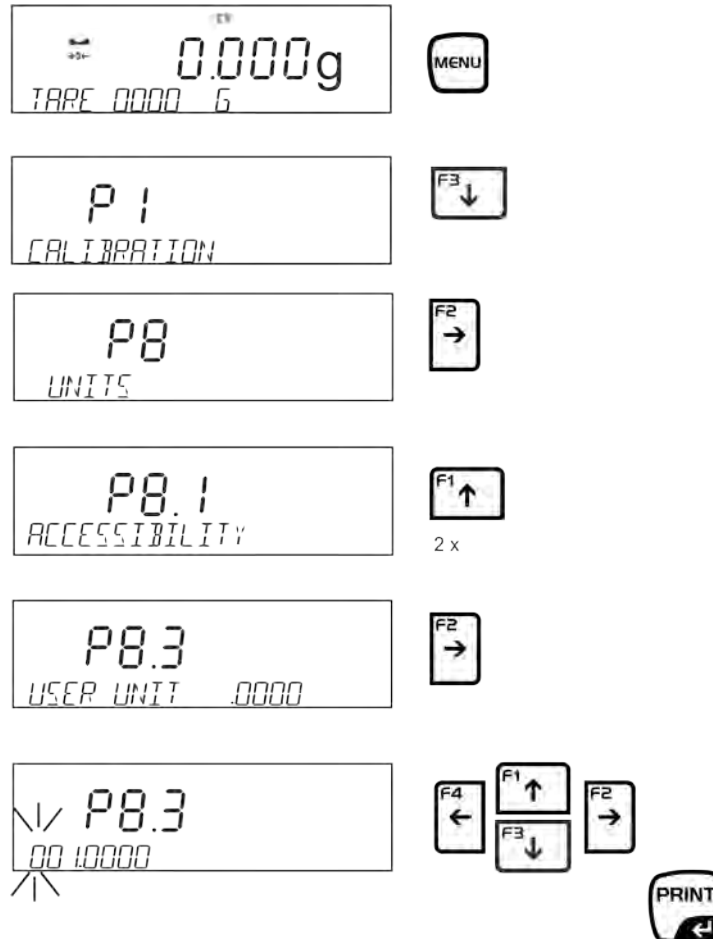 0.000g
MENU
TARE 0000 G
P1
F3
CALIBRATION
P8
F2
UNITS
P8.1
F1
ACCESSIBILITY
2 x
P8.3
F2
USER UNIT .0000
P8.3
F4 F1 F2
F3
001.0000
PRINT